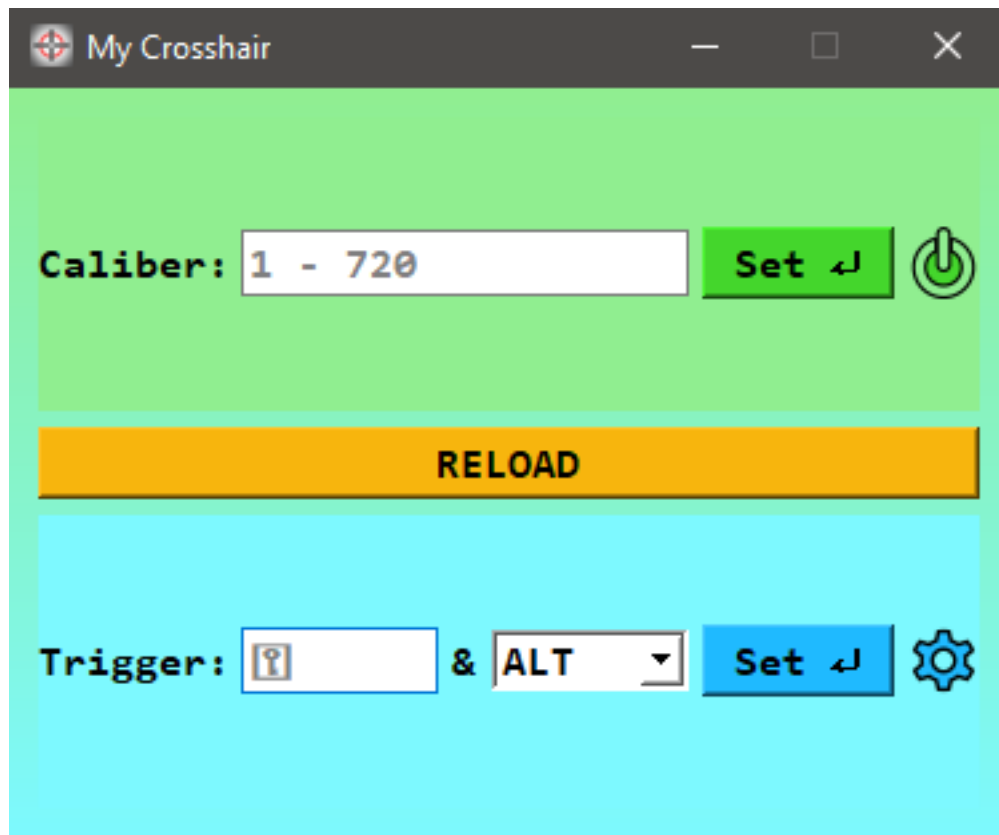 My Crosshair
Caliber: 1 - 720 Set ↵
RELOAD
Trigger: & ALT Set ↵